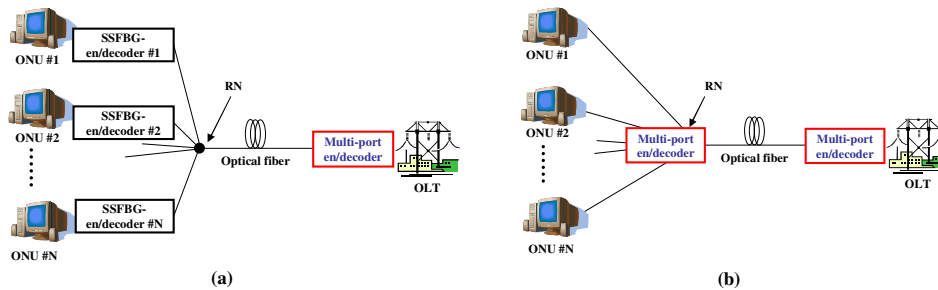 SSFBG-
en/decoder #1
ONU #1
RN
SSFBG-
en/decoder #2
ONU #2
Optical fiber
Multi-port
en/decoder
OLT
SSFBG-
en/decoder #N
ONU #N
(a)
ONU #1
RN
ONU #2
Multi-port
en/decoder
Optical fiber
Multi-port
en/decoder
OLT
ONU #N
(b)